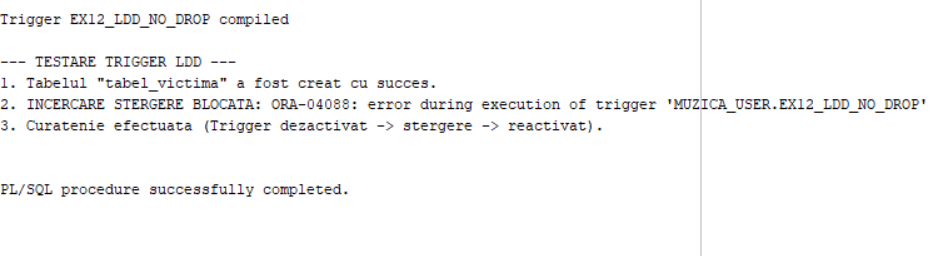 Trigger EX12_LDD_NO_DROP compiled
--- TESTARE TRIGGER LDD ---
1. Tabelul "tabel_victima" a fost creat cu succes.
2. INCERCARE STERGERE BLOCATA: ORA-04088: error during execution of trigger 'MUZICA_USER.EX12_LDD_NO_DROP'
3. Curatenie efectuata (Trigger dezactivat -> stergere -> reactivat).
PL/SQL procedure successfully completed.